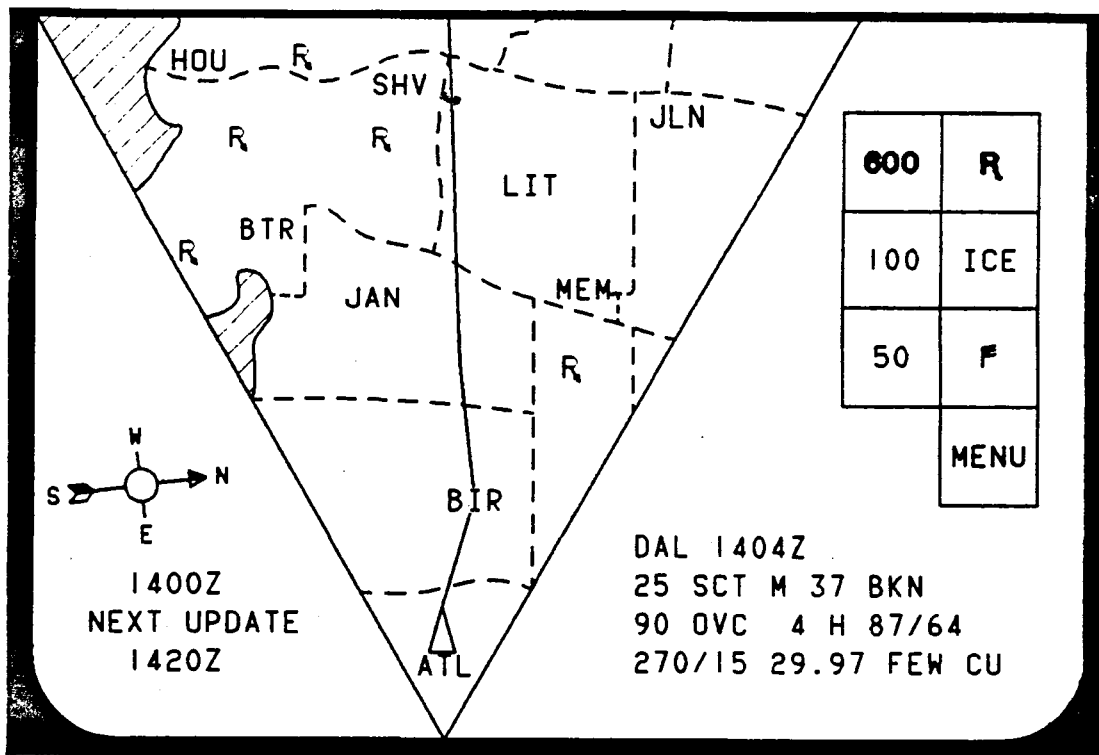 HOU
R
SHV
JLN
R
R
LIT
600 R
BTR
R
100 ICE
JAN
MEM
50 F
R
MENU
W
S N
E
BIR
1400Z
NEXT UPDATE
1420Z
ATL
DAL 1404Z
25 SCT M 37 BKN
90 OVC 4 H 87/64
270/15 29.97 FEW CU